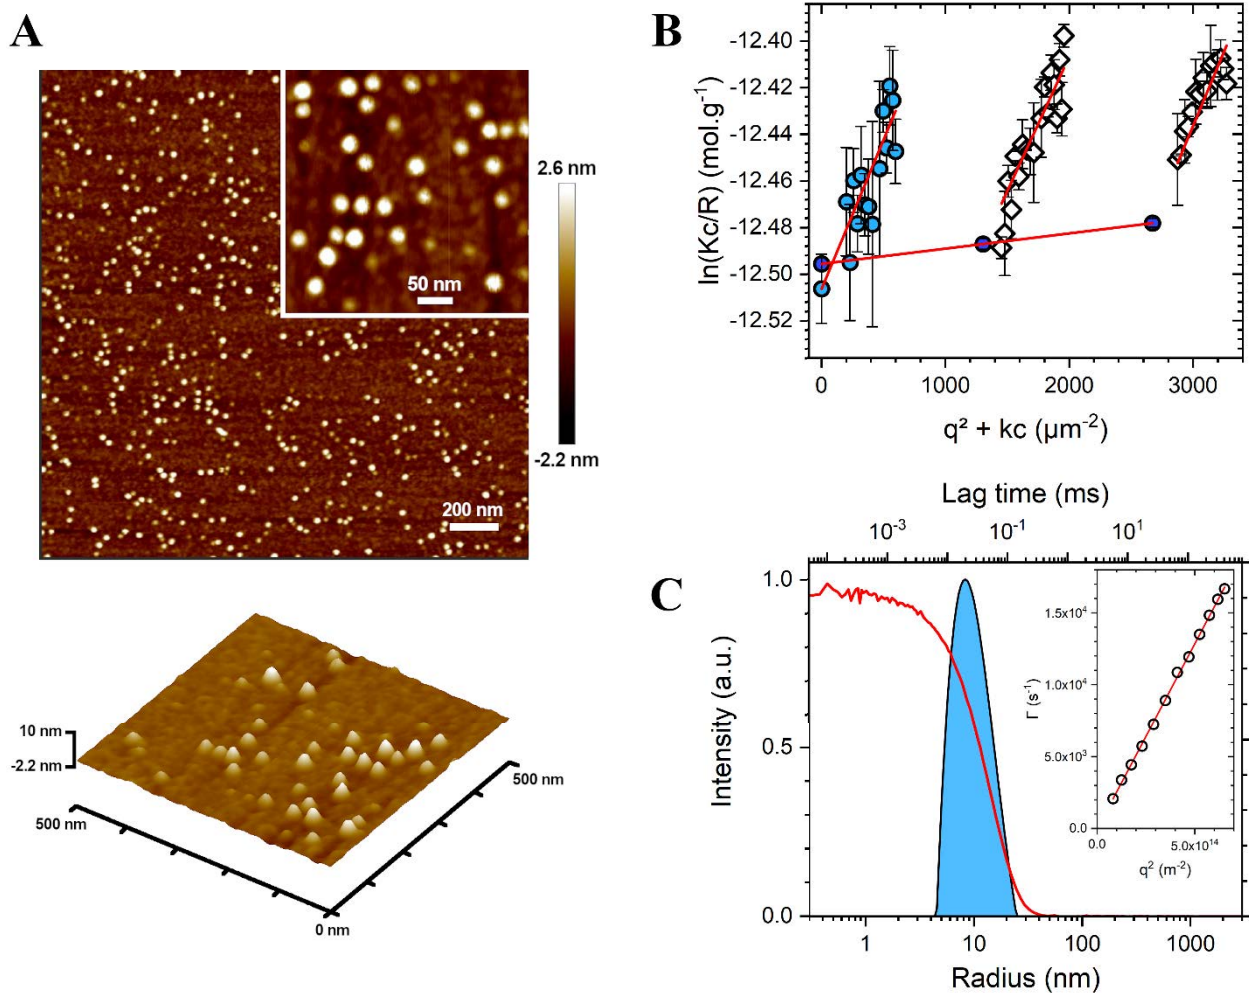 A
2.6 nm
-2.2 nm
50 nm
200 nm
10 nm
-2.2 nm
500 nm
500 nm
0 nm
B
ln(Kc/R) (mol.g⁻¹)
-12.40
-12.42
-12.44
-12.46
-12.48
-12.50
-12.52
0 1000 2000 3000
q² + kc (µm⁻²)
C
Lag time (ms)
10⁻³ 10⁻¹ 10¹
Intensity (a.u.)
1.0
0.5
0.0
1 10 100 1000
Radius (nm)
Γ (s⁻¹)
1.5x10⁴
1.0x10⁴
5.0x10³
0.0
0.0 5.0x10¹⁴
q² (m⁻²)